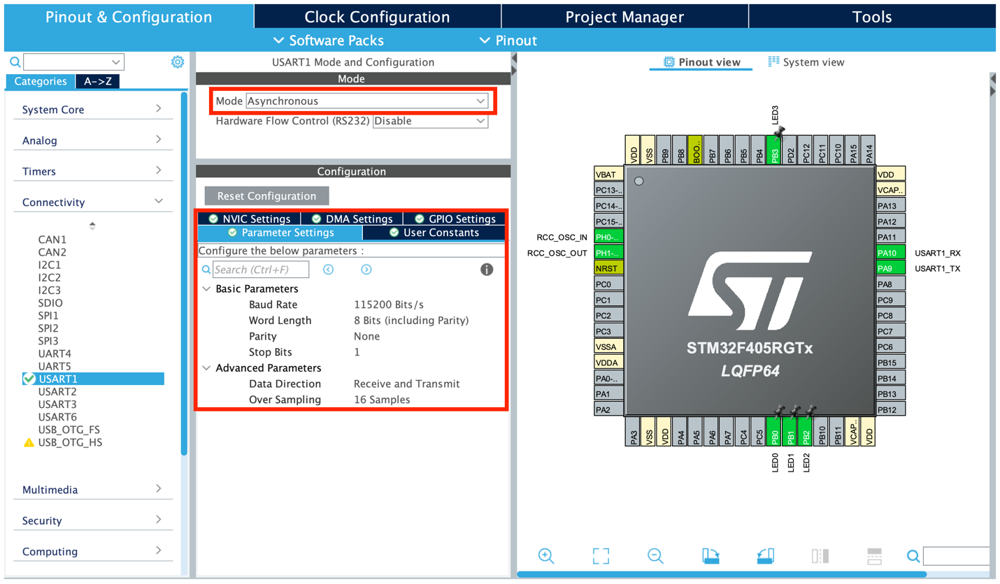 Pinout & Configuration
Clock Configuration
Project Manager
Tools
Software Packs
Pinout
Categories
A->Z
System Core
Analog
Timers
Connectivity
CAN1
CAN2
I2C1
I2C2
I2C3
SDIO
SPI1
SPI2
SPI3
UART4
UART5
USART1
USART2
USART3
USART6
USB_OTG_FS
USB_OTG_HS
Multimedia
Security
Computing
USART1 Mode and Configuration
Mode
Mode Asynchronous
Hardware Flow Control (RS232) Disable
Configuration
Reset Configuration
NVIC Settings
DMA Settings
GPIO Settings
Parameter Settings
User Constants
Configure the below parameters :
Search (Ctrl+F)
Basic Parameters
Baud Rate 115200 Bits/s
Word Length 8 Bits (including Parity)
Parity None
Stop Bits 1
Advanced Parameters
Data Direction Receive and Transmit
Over Sampling 16 Samples
Pinout view
System view
LED3
VDD
VSS
PB9
PB8
BOO..
PB7
PB6
PB5
PB4
PB3
PD2
PC12
PC11
PC10
PA15
PA14
VBAT
PC13-..
PC14-..
PC15-..
RCC_OSC_IN PH0-..
RCC_OSC_OUT PH1-..
NRST
PC0
PC1
PC2
PC3
VSSA
VDDA
PA0-..
PA1
PA2
ST
STM32F405RGTx
LQFP64
VDD
VCAP..
PA13
PA12
PA11
PA10 USART1_RX
PA9 USART1_TX
PA8
PC9
PC8
PC7
PC6
PB15
PB14
PB13
PB12
PA3
VSS
VDD
PA4
PA5
PA6
PA7
PC4
PC5
PB0
PB1
PB2
PB10
PB11
VCAP..
VDD
LED0
LED1
LED2